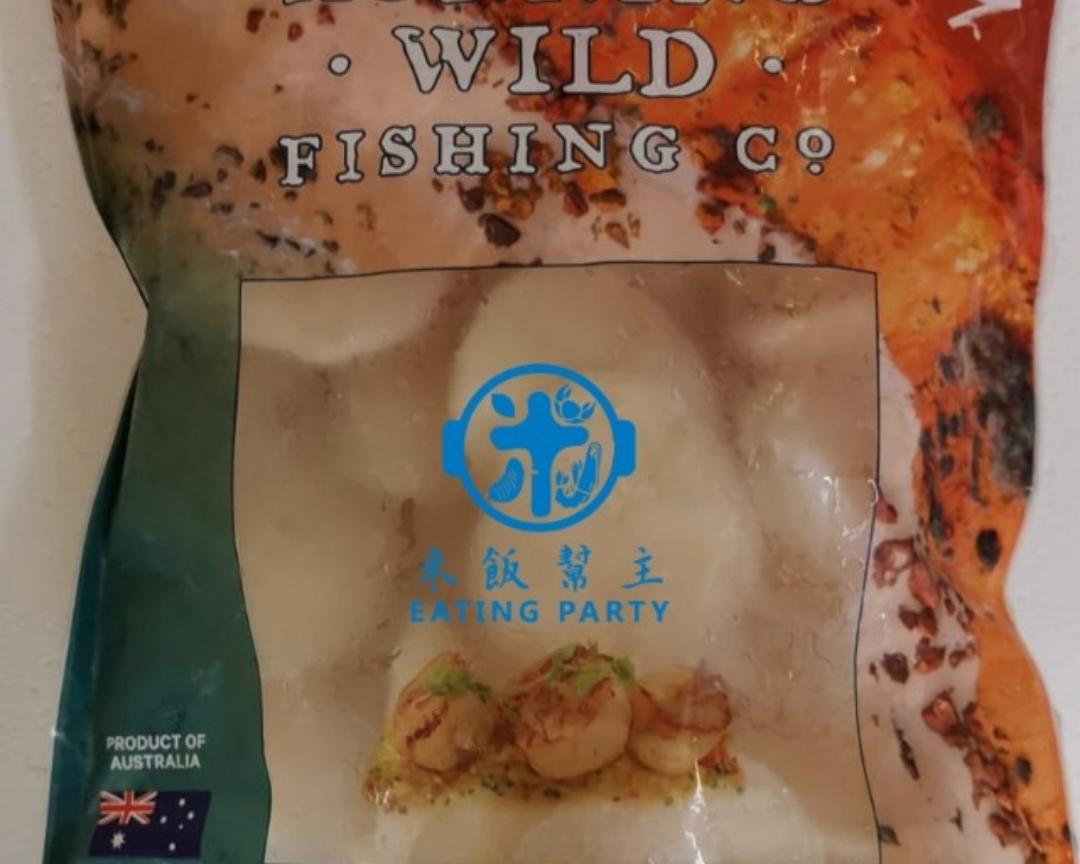 · WILD ·
FISHING Cº
米飯幫主
EATING PARTY
PRODUCT OF
AUSTRALIA